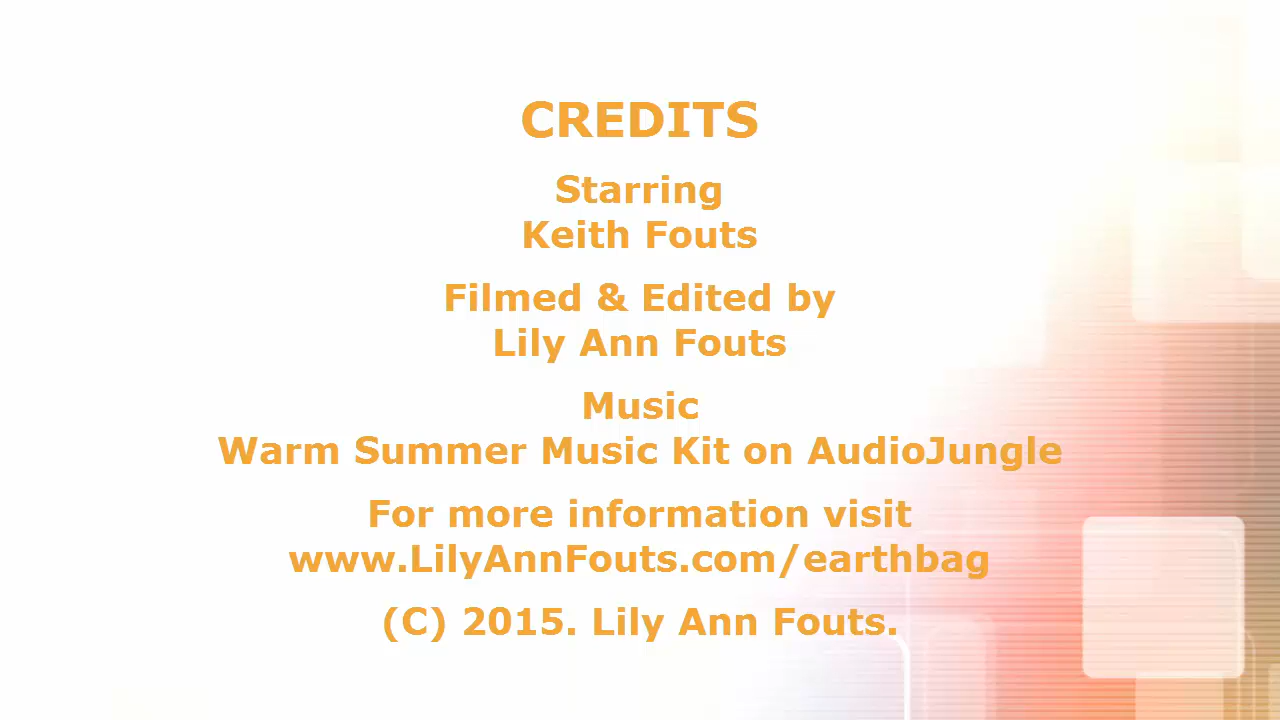 CREDITS
Starring
Keith Fouts
Filmed & Edited by
Lily Ann Fouts
Music
Warm Summer Music Kit on AudioJungle
For more information visit
www.LilyAnnFouts.com/earthbag
(C) 2015. Lily Ann Fouts.